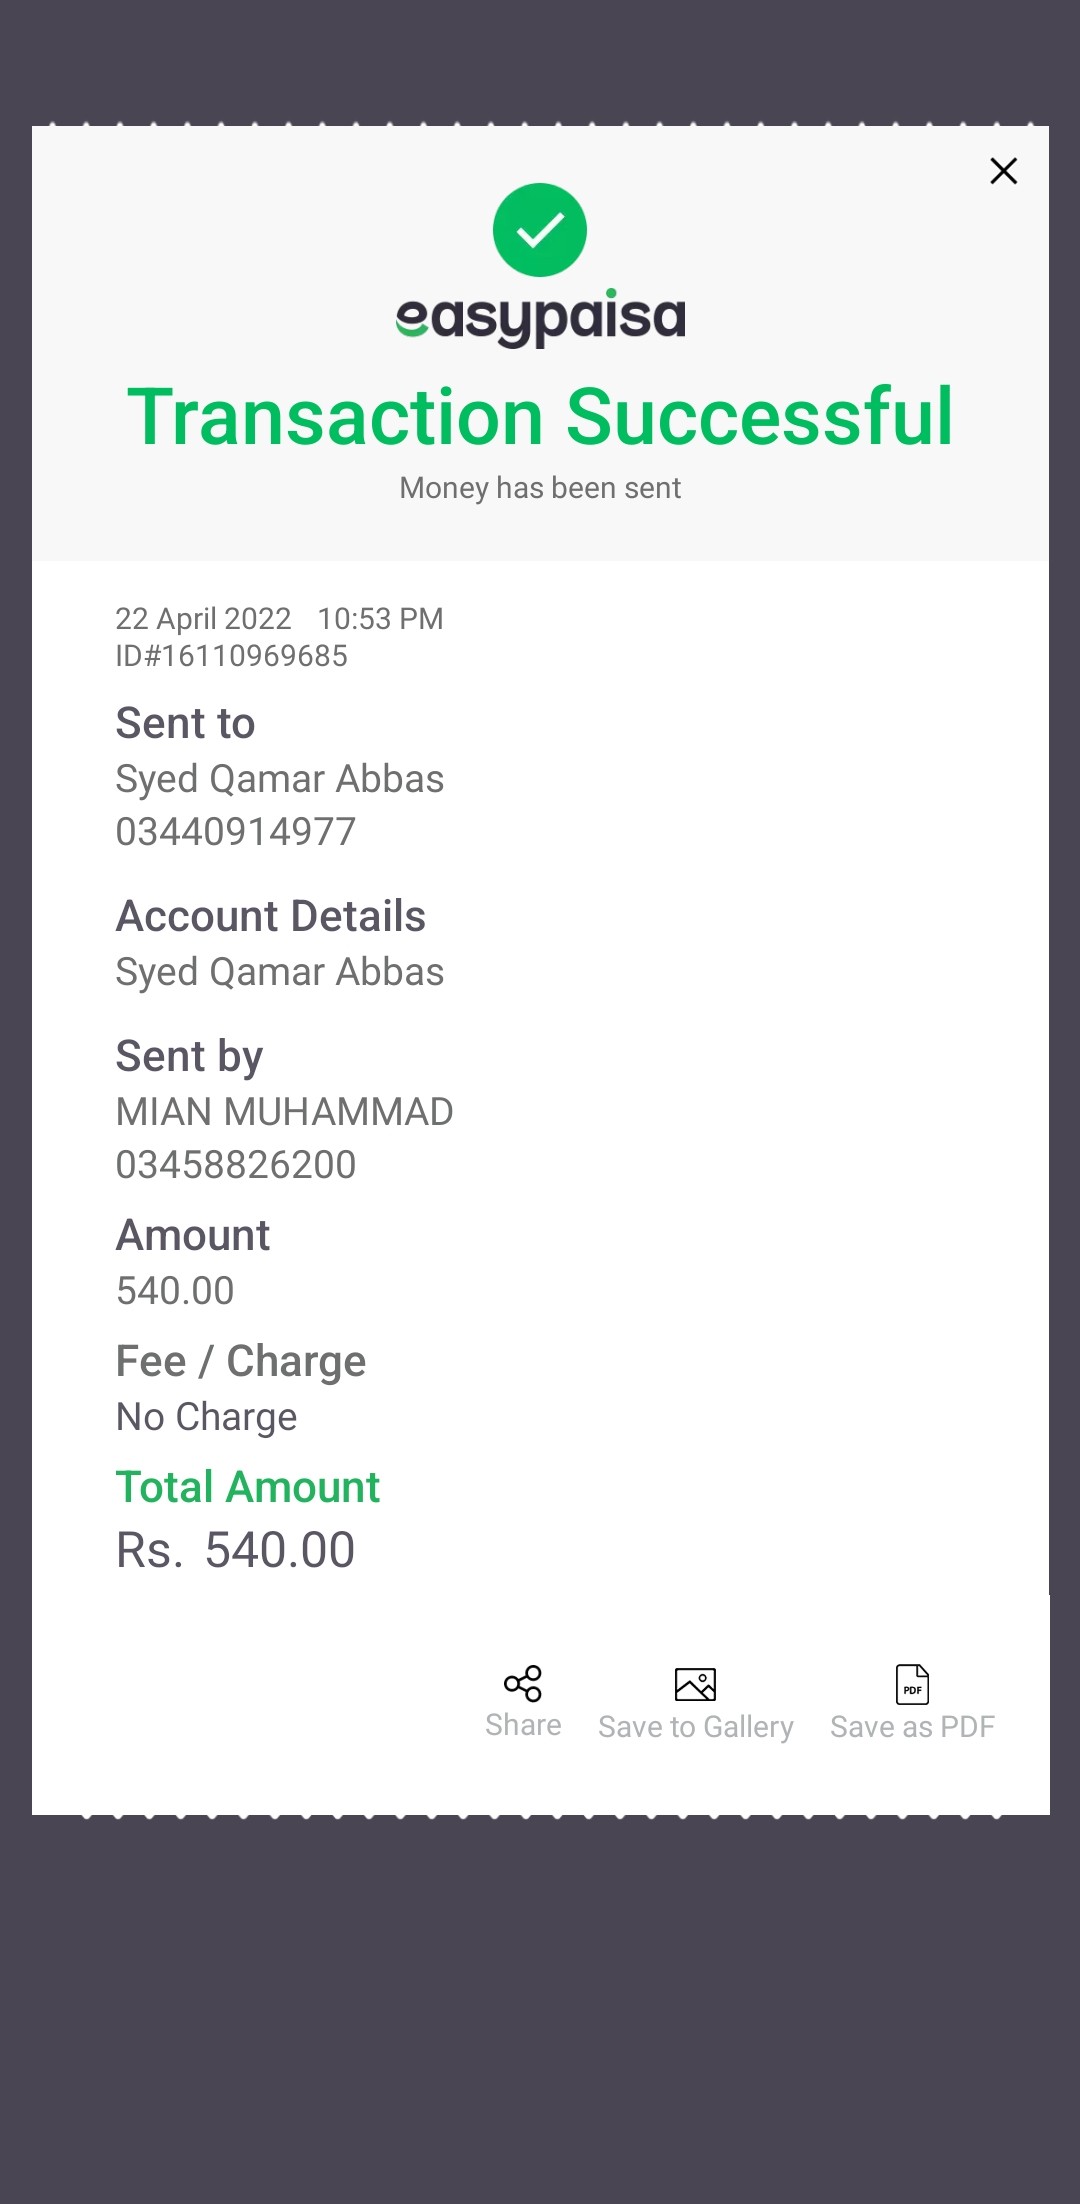 easypaisa
Transaction Successful
Money has been sent
22 April 2022 10:53 PM
ID#16110969685
Sent to
Syed Qamar Abbas
03440914977
Account Details
Syed Qamar Abbas
Sent by
MIAN MUHAMMAD
03458826200
Amount
540.00
Fee / Charge
No Charge
Total Amount
Rs. 540.00
PDF
Share Save to Gallery Save as PDF